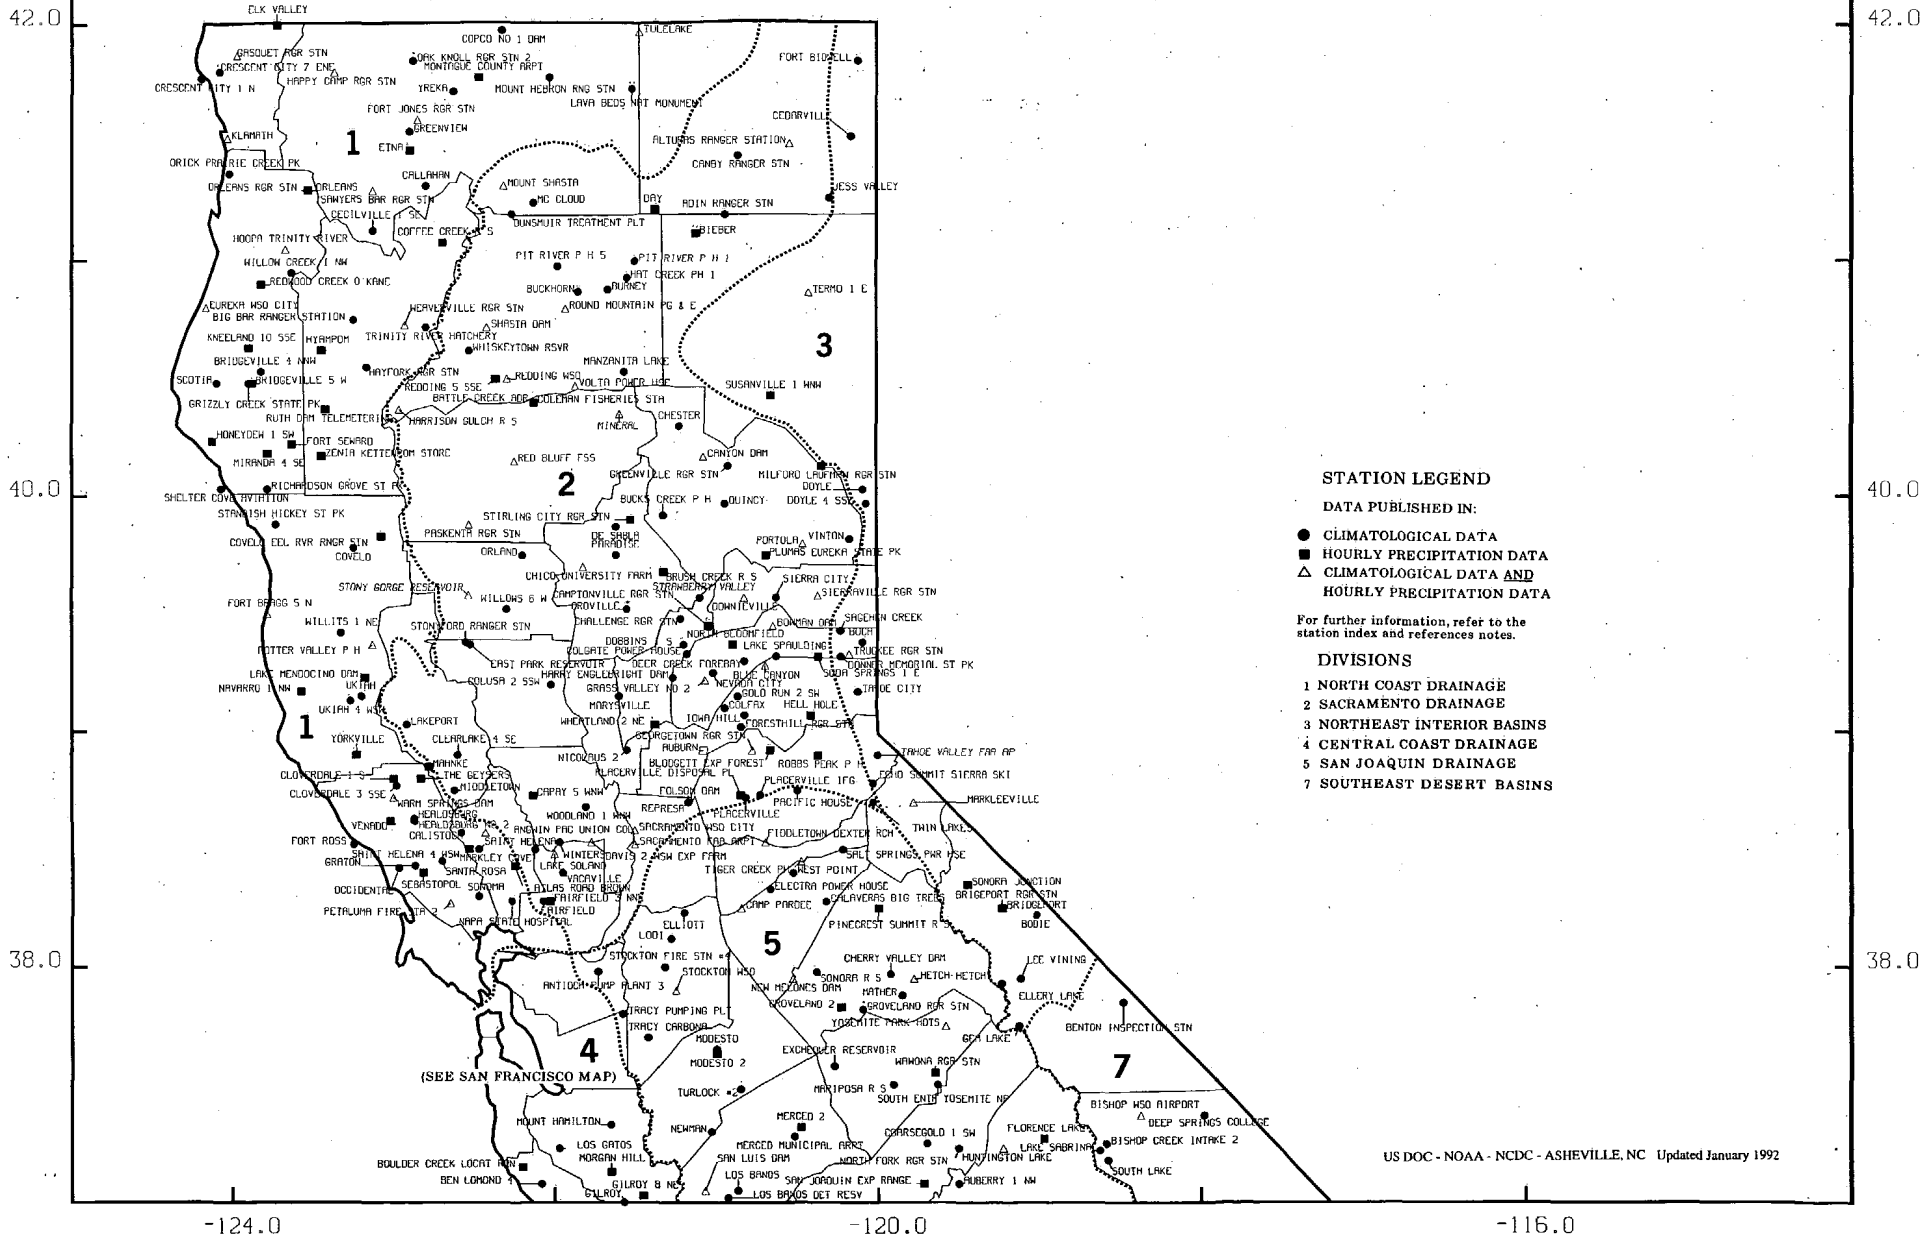 42.0
42.0
ELK VALLEY
COPCO NO 1 DAM
TULELAKE
GASQUET RGR STN
OAK KNOLL RGR STN 2
FORT BIDWELL
CRESCENT CITY 7 ENE
MONTAGUE COUNTY ARPT
HAPPY CAMP RGR STN
CRESCENT CITY 1 N
YREKA
MOUNT HEBRON RNG STN
LAVA BEDS NAT MONUMENT
FORT JONES RGR STN
CEDARVILLE
GREENVIEW
KLAMATH
1
ETNA
ALTURAS RANGER STATION
ORICK PRAIRIE CREEK PK
CANBY RANGER STN
CALLAHAN
ORLEANS RGR STN
ORLEANS
MOUNT SHASTA
JESS VALLEY
SAWYERS BAR RGR STN
MC CLOUD
DAY
ADIN RANGER STN
CECILVILLE 1 SE
DUNSMUIR TREATMENT PLT
COFFEE CREEK R S
BIEBER
HOOPA TRINITY RIVER
PIT RIVER P H 5
PIT RIVER P H 1
WILLOW CREEK 1 NW
HAT CREEK PH 1
REDWOOD CREEK O'KANE
BUCKHORN
BURNEY
TERMO 1 E
EUREKA WSO CITY
WEAVERVILLE RGR STN
ROUND MOUNTAIN PG & E
BIG BAR RANGER STATION
SHASTA DAM
KNEELAND 10 SSE
HYAMPOM
TRINITY RIVER HATCHERY
3
WHISKEYTOWN RSVR
BRIDGEVILLE 4 NNW
MANZANITA LAKE
HAYFORK RGR STN
SCOTIA
BRIDGEVILLE 5 W
REDDING 5 SSE
REDDING WSO
VOLTA POWER HSE
SUSANVILLE 1 WNW
GRIZZLY CREEK STATE PK
COLEMAN FISHERIES STA
RUTH DAM TELEMETERING
HARRISON GULCH R S
CHESTER
MINERAL
HONEYDEW 1 SW
FORT SEWARD
ZENIA KETTENPOM STORE
CANYON DAM
MIRANDA 4 SE
RED BLUFF FSS
GREENVILLE RGR STN
MILFORD LAUFMAN RGR STN
2
RICHARDSON GROVE ST PK
DOYLE
SHELTER COVE AVIATION
BUCKS CREEK P H
QUINCY
DOYLE 4 SSE
STANDISH HICKEY ST PK
STIRLING CITY RGR STN
40.0
40.0
PASKENTA RGR STN
DE SABLA
COVELO EEL RVR RNGR STN
PARADISE
PORTOLA
VINTON
COVELO
ORLAND
PLUMAS EUREKA STATE PK
CHICO UNIVERSITY FARM
BRUSH CREEK R S
STONY GORGE RESERVOIR
STRAWBERRY VALLEY
SIERRA CITY
WILLOWS 6 W
CAMPTONVILLE RGR STN
SIERRAVILLE RGR STN
FORT BRAGG 5 N
OROVILLE
DOWNIEVILLE
WILLITS 1 NE
STONYFORD RANGER STN
CHALLENGE RGR STN
BOWMAN DAM
SAGEHEN CREEK
NORTH BLOOMFIELD
BOCA
POTTER VALLEY P H
COLGATE POWER HOUSE
LAKE SPAULDING
TRUCKEE RGR STN
EAST PARK RESERVOIR
DEER CREEK FOREBAY
DONNER MEMORIAL ST PK
LAKE MENDOCINO DAM
HARRY ENGLEBRIGHT DAM
BLUE CANYON
SODA SPRINGS 1 E
NAVARRO 1 NW
UKIAH
COLUSA 2 SSW
GRASS VALLEY NO 2
NEVADA CITY
TAHOE CITY
UKIAH 4 WSW
MARYSVILLE
GOLD RUN 2 SW
1
LAKEPORT
WHEATLAND 2 NE
COLFAX
HELL HOLE
IOWA HILL
FORESTHILL RGR STN
YORKVILLE
CLEARLAKE 4 SE
GEORGETOWN RGR STN
NICOLAUS 2
AUBURN
TAHOE VALLEY FAA AP
MAHNKE
BLODGETT EXP FOREST
ROBBS PEAK P H
CLOVERDALE 1 S
THE GEYSERS
PLACERVILLE DISPOSAL PL
PLACERVILLE IFG
ECHO SUMMIT SIERRA SKI
MIDDLETOWN
CLOVERDALE 3 SSE
CAPAY 5 WNW
FOLSOM DAM
WARM SPRINGS DAM
REPRESA
PACIFIC HOUSE
MARKLEEVILLE
HEALDSBURG
WOODLAND 1 WNW
PLACERVILLE
VENADO
HEALDSBURG NO 2
ANGWIN PAC UNION COL
SACRAMENTO WSO CITY
TWIN LAKES
CALISTOGA
FIDDLETOWN DEXTER RCH
FORT ROSS
SAINT HELENA
SACRAMENTO FAA ARPT
SAINT HELENA 4 WSW
MARKLEY COVE
WINTERS
DAVIS 2 WSW EXP FARM
SALT SPRINGS PWR HSE
GRATON
SANTA ROSA
LAKE SOLANO
TIGER CREEK PH
WEST POINT
SEBASTOPOL
VACAVILLE
OCCIDENTAL
SONOMA
ATLAS ROAD BROWN
ELECTRA POWER HOUSE
SONORA JUNCTION
FAIRFIELD 3 NNE
CALAVERAS BIG TREES
BRIGEPORT RGR STN
PETALUMA FIRE STA 2
FAIRFIELD
CAMP PARDEE
BRIDGEPORT
NAPA STATE HOSPITAL
ELLIOTT
PINECREST SUMMIT R S
BODIE
LODI
5
38.0
38.0
STOCKTON FIRE STN #4
CHERRY VALLEY DAM
LEE VINING
STOCKTON WSO
SONORA R S
HETCH-HETCHY
ANTIOCH PUMP PLANT 3
NEW MELONES DAM
MATHER
ELLERY LAKE
GROVELAND 2
GROVELAND RGR STN
TRACY PUMPING PLT
YOSEMITE PARK HDTS
TRACY CARBONA
BENTON INSPECTION STN
MODESTO
GEM LAKE
4
EXCHEQUER RESERVOIR
MODESTO 2
WAWONA RGR STN
7
(SEE SAN FRANCISCO MAP)
TURLOCK #2
MARIPOSA R S
SOUTH ENTR YOSEMITE NP
BISHOP WSO AIRPORT
MOUNT HAMILTON
MERCED 2
DEEP SPRINGS COLLEGE
NEWMAN
COARSEGOLD 1 SW
FLORENCE LAKE
MERCED MUNICIPAL ARPT
BISHOP CREEK INTAKE 2
LOS GATOS
LAKE SABRINA
MORGAN HILL
SAN LUIS DAM
NORTH FORK RGR STN
HUNTINGTON LAKE
BOULDER CREEK LOCAT RAN
SOUTH LAKE
BEN LOMOND 4
GILROY 8 NE
LOS BANOS
SAN JOAQUIN EXP RANGE
AUBERRY 1 NW
GILROY
LOS BANOS DET RESV
-124.0
-120.0
-116.0
STATION LEGEND
DATA PUBLISHED IN:
CLIMATOLOGICAL DATA
HOURLY PRECIPITATION DATA
CLIMATOLOGICAL DATA AND
HOURLY PRECIPITATION DATA
For further information, refer to the
station index and references notes.
DIVISIONS
1 NORTH COAST DRAINAGE
2 SACRAMENTO DRAINAGE
3 NORTHEAST INTERIOR BASINS
4 CENTRAL COAST DRAINAGE
5 SAN JOAQUIN DRAINAGE
7 SOUTHEAST DESERT BASINS
US DOC - NOAA - NCDC - ASHEVILLE, NC Updated January 1992